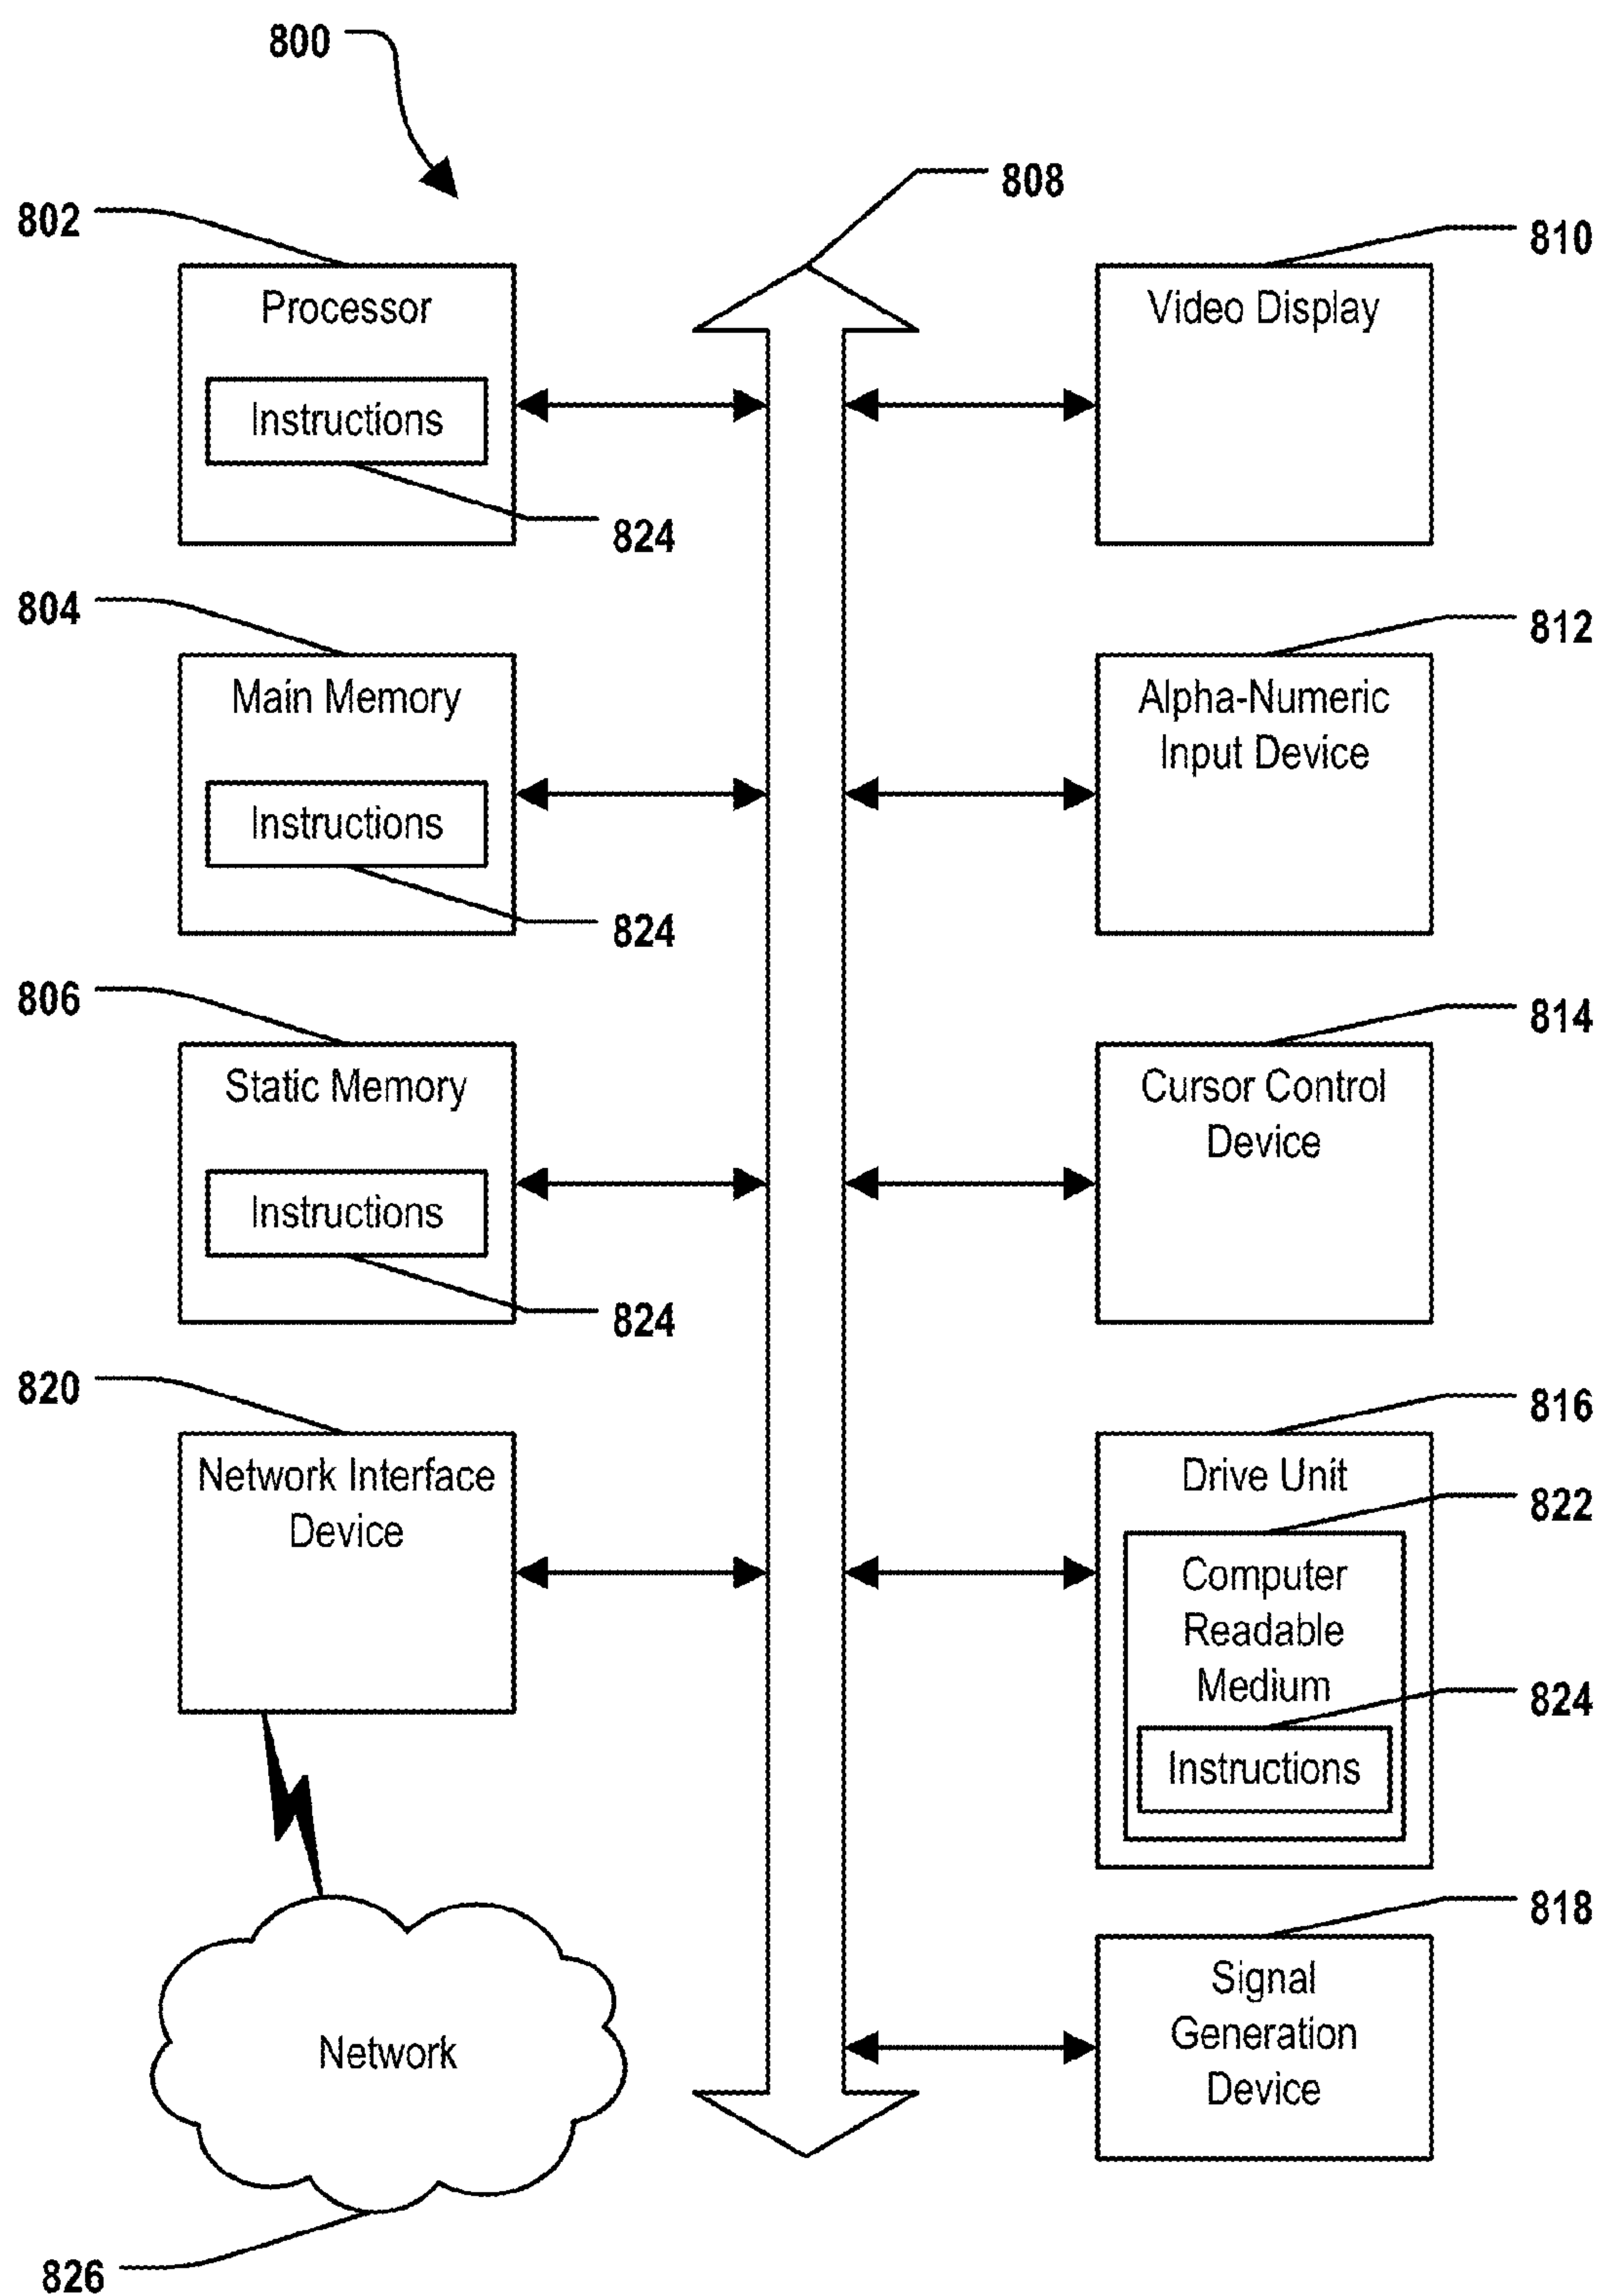 800
808
802
810
Processor
Video Display
Instructions
824
804
812
Main Memory
Alpha-Numeric
Input Device
Instructions
824
806
814
Static Memory
Cursor Control
Device
Instructions
824
820
816
Network Interface
Device
Drive Unit
822
Computer
Readable
Medium
824
Instructions
818
Signal
Generation
Device
Network
826